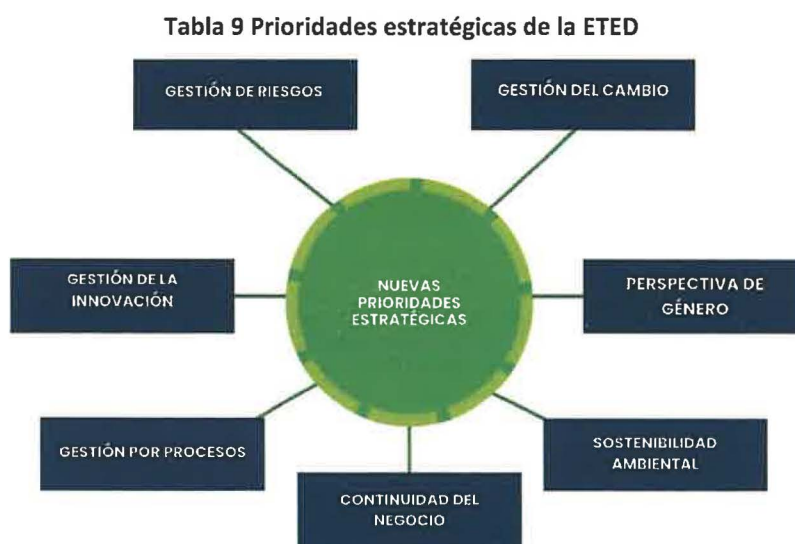 Tabla 9 Prioridades estratégicas de la ETED
GESTIÓN DE RIESGOS
GESTIÓN DEL CAMBIO
GESTIÓN DE LA
INNOVACIÓN
NUEVAS
PRIORIDADES
ESTRATÉGICAS
PERSPECTIVA DE
GÉNERO
GESTIÓN POR PROCESOS
SOSTENIBILIDAD
AMBIENTAL
CONTINUIDAD DEL
NEGOCIO